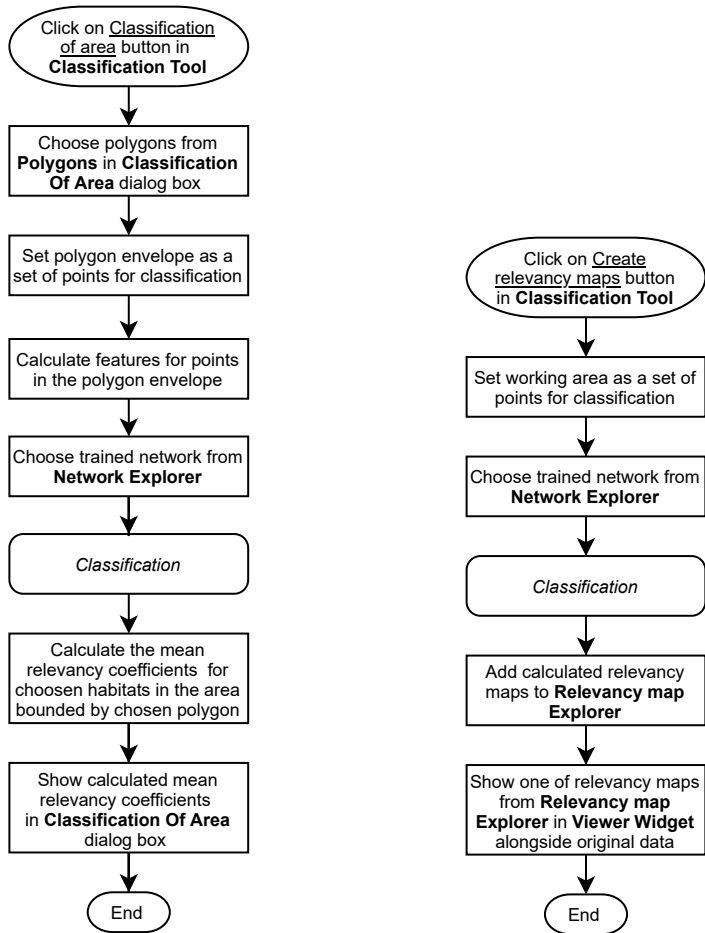 Click on Classification
of area button in
Classification Tool
Choose polygons from
Polygons in Classification
Of Area dialog box
Set polygon envelope as a
set of points for classification
Calculate features for points
in the polygon envelope
Choose trained network from
Network Explorer
Classification
Calculate the mean
relevancy coefficients for
choosen habitats in the area
bounded by chosen polygon
Show calculated mean
relevancy coefficients
in Classification Of Area
dialog box
End
Click on Create
relevancy maps button
in Classification Tool
Set working area as a set of
points for classification
Choose trained network from
Network Explorer
Classification
Add calculated relevancy
maps to Relevancy map
Explorer
Show one of relevancy maps
from Relevancy map
Explorer in Viewer Widget
alongside original data
End